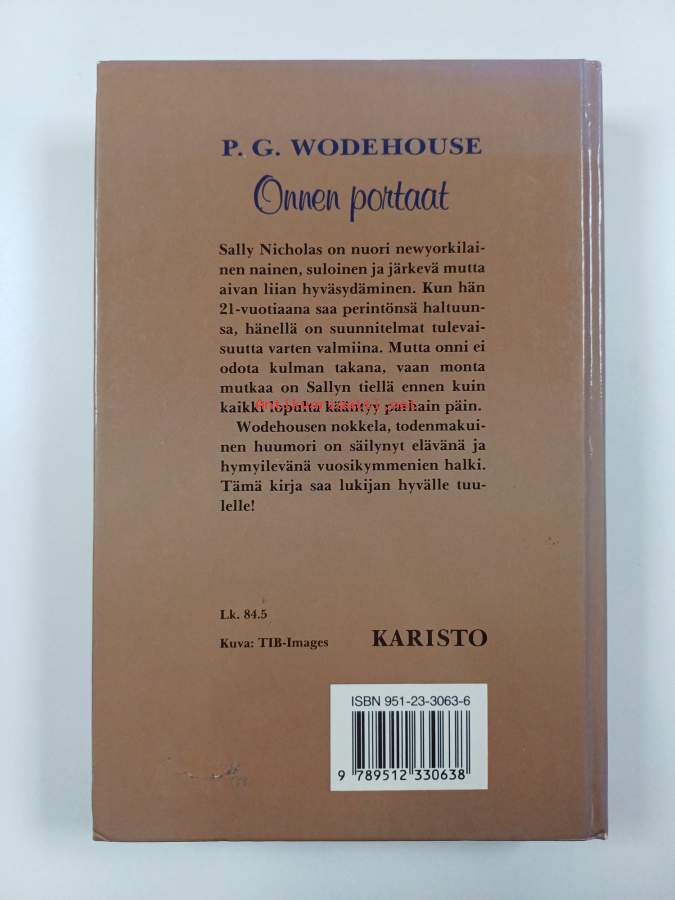 P. G. WODEHOUSE
Onnen portaat
Sally Nicholas on nuori newyorkilai-
nen nainen, suloinen ja järkevä mutta
aivan liian hyväsydäminen. Kun hän
21-vuotiaana saa perintönsä haltuun-
sa, hänellä on suunnitelmat tulevai-
suutta varten valmiina. Mutta onni ei
odota kulman takana, vaan monta
mutkaa on Sallyn tiellä ennen kuin
kaikki lopulta kääntyy parhain päin.
Wodehousen nokkela, todenmakui-
nen huumori on säilynyt elävänä ja
hymyilevänä vuosikymmenien halki.
Tämä kirja saa lukijan hyvälle tuu-
lelle!
Lk. 84.5
Kuva: TIB-Images KARISTO
ISBN 951-23-3063-6
9 789512 330638